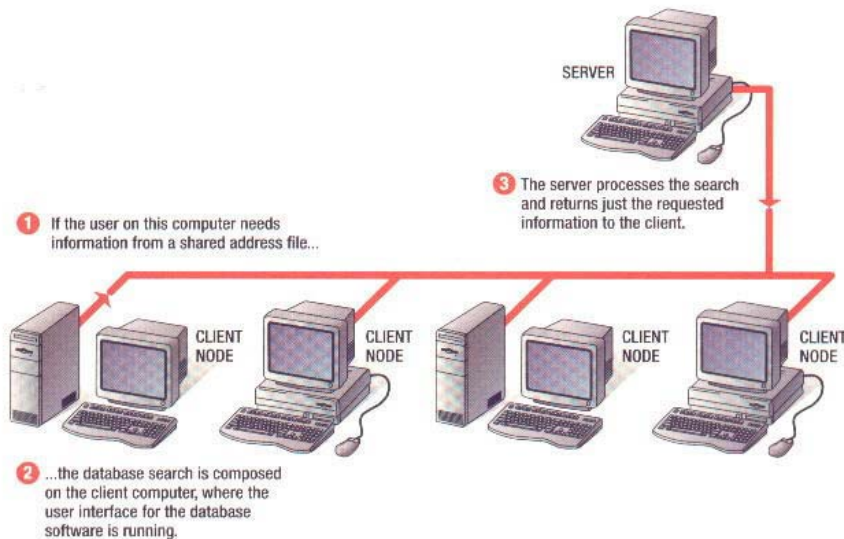 SERVER
3 The server processes the search
and returns just the requested
information to the client.
1 If the user on this computer needs
information from a shared address file...
CLIENT
NODE
CLIENT
NODE
CLIENT
NODE
CLIENT
NODE
2 ...the database search is composed
on the client computer, where the
user interface for the database
software is running.